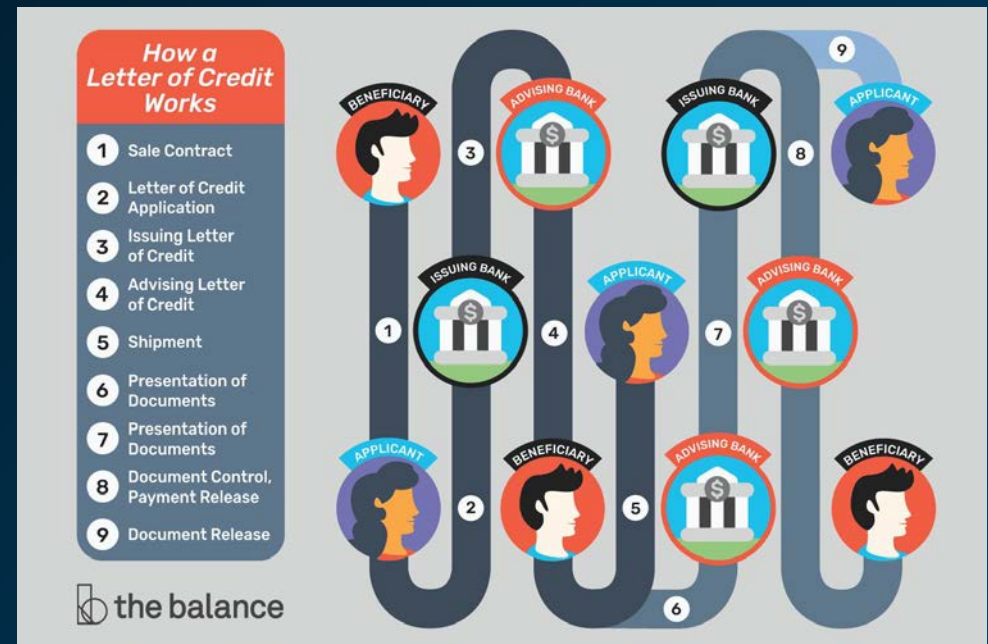 How a
Letter of Credit
Works
1 Sale Contract
2 Letter of Credit
Application
3 Issuing Letter
of Credit
4 Advising Letter
of Credit
5 Shipment
6 Presentation of
Documents
7 Presentation of
Documents
8 Document Control,
Payment Release
9 Document Release
the balance
BENEFICIARY
3
ADVISING BANK
$
ISSUING BANK
$
8
9
APPLICANT
1
ISSUING BANK
$
4
APPLICANT
7
ADVISING BANK
$
APPLICANT
2
BENEFICIARY
5
ADVISING BANK
$
BENEFICIARY
6